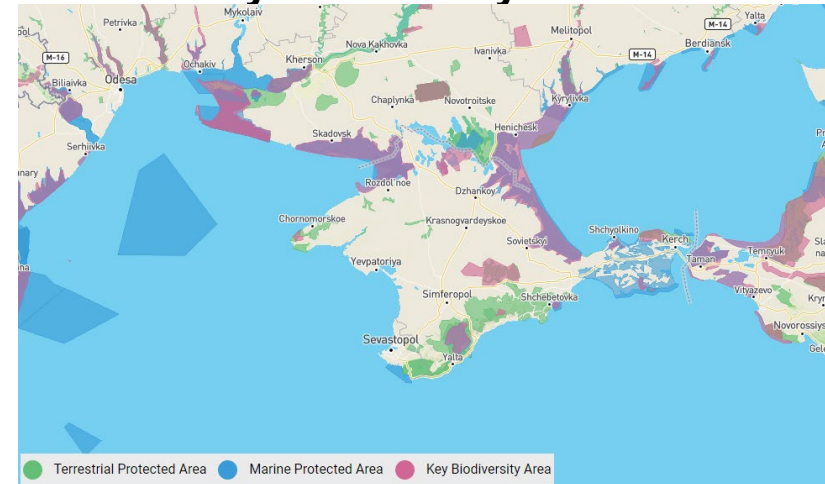 Petrivka
Mykolaiv
M-16
Ochakiv
Kherson
Nova Kakhovka
Ivanivka
Melitopol
M-14
Yalta
M-14
Berdiansk
Biliaivka
Odesa
Chaplynka
Novotroitske
Kyrylivka
Serhiivka
Skadovsk
Henichesk
Rozdol'noe
Dzhankoy
Chornomorskoe
Krasnogvardeyskoe
Sovietskyi
Shchyolkino
Kerch
Taman
Temryuk
Yevpatoriya
Simferopol
Shchebetovka
Vityazevo
Novorossiys
Sevastopol
Yalta
Terrestrial Protected Area Marine Protected Area Key Biodiversity Area